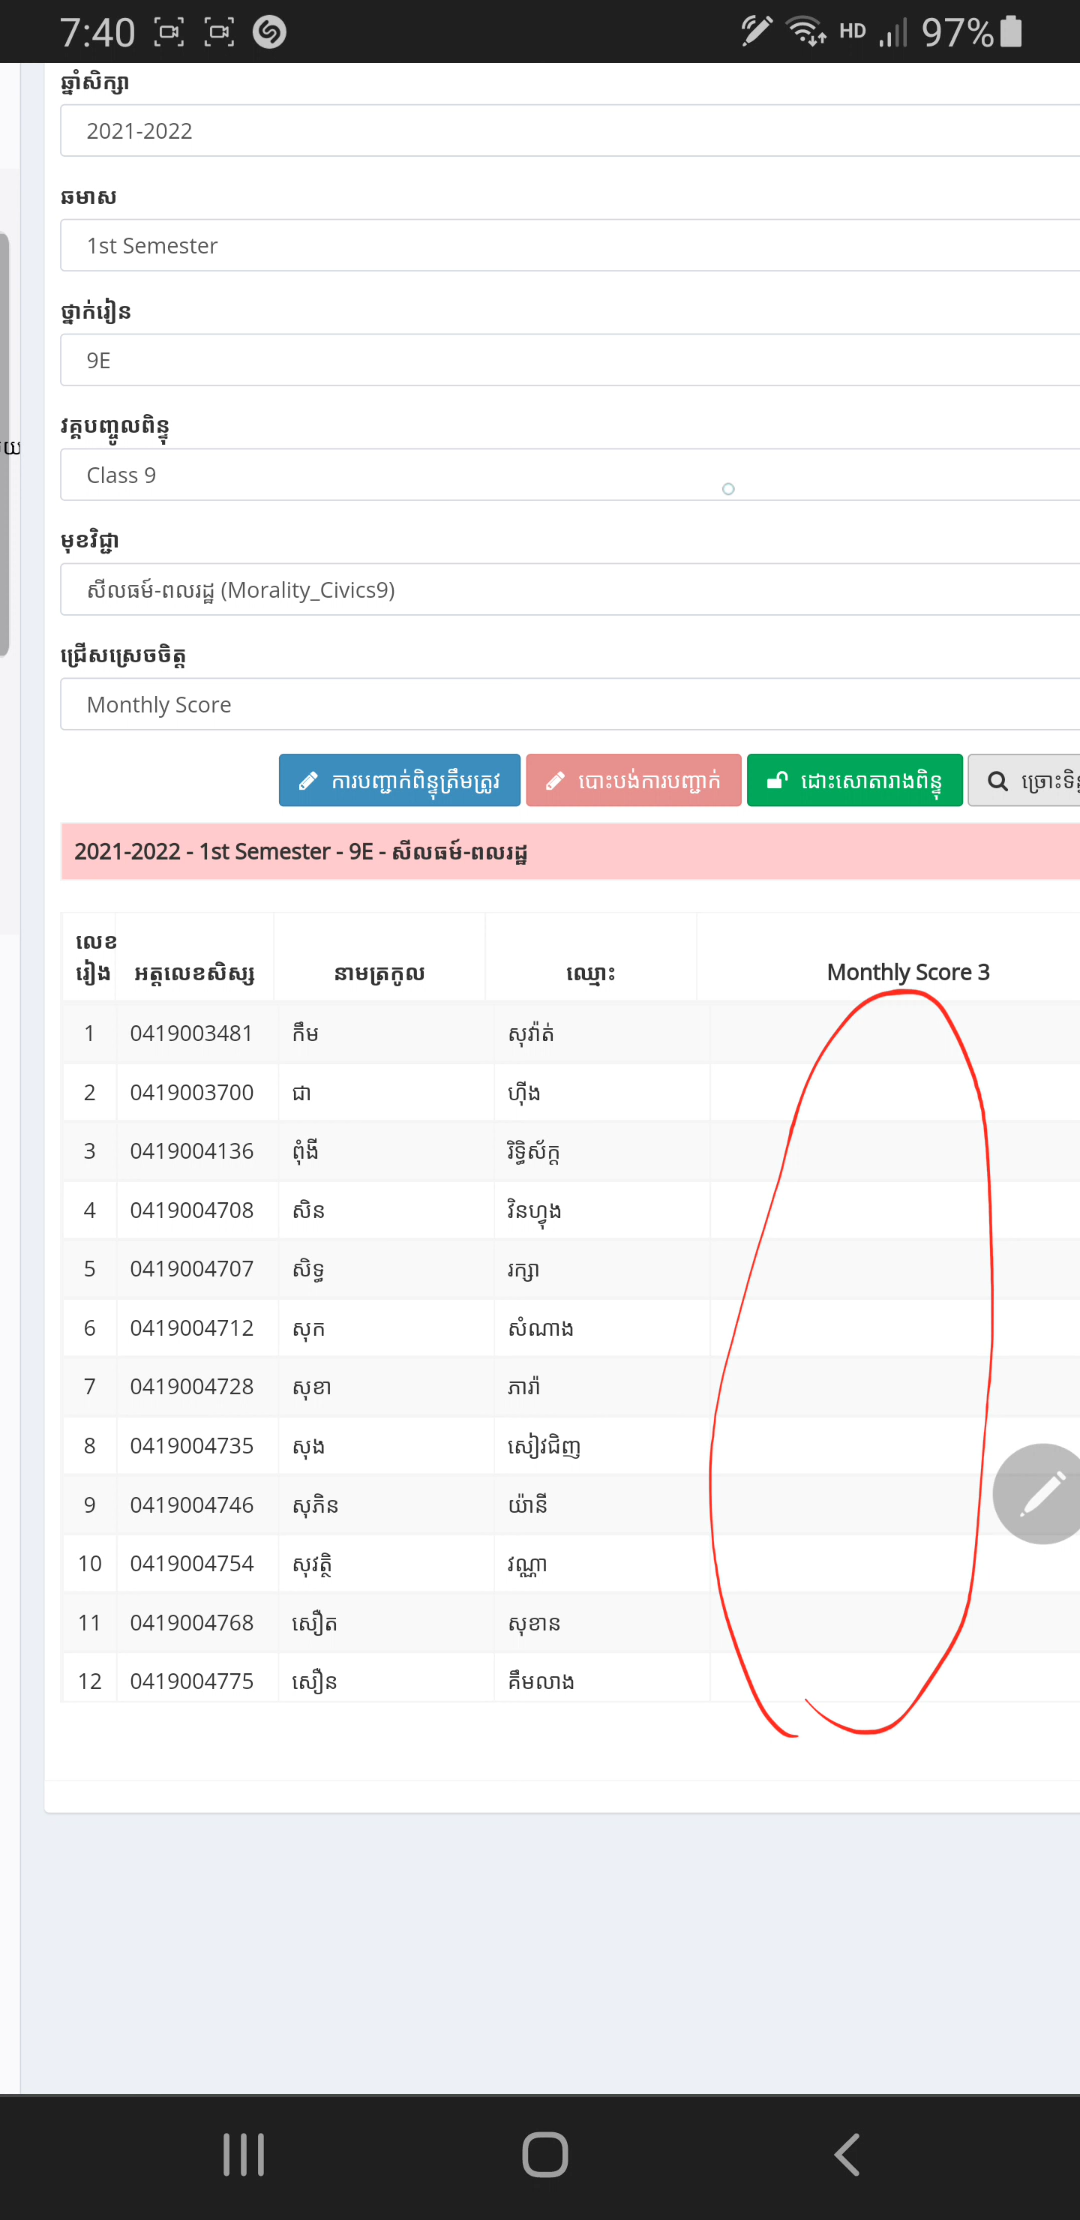 7:40 HD 97%
ឆ្នាំសិក្សា
2021-2022
ឆមាស
1st Semester
ថ្នាក់រៀន
9E
វគ្គបញ្ចូលពិន្ទុ
Class 9
មុខវិជ្ជា
សីលធម៍-ពលរដ្ឋ (Morality_Civics9)
ជ្រើសស្រេចចិត្ត
Monthly Score
ការបញ្ជាក់ពិន្ទុត្រឹមត្រូវ បោះបង់ការបញ្ជាក់ ដោះសោតារាងពិន្ទុ
2021-2022 - 1st Semester - 9E - សីលធម៍-ពលរដ្ឋ
លេខរៀង អត្តលេខសិស្ស នាមត្រកូល ឈ្មោះ Monthly Score 3
1 0419003481 កឹម សុវ៉ាត់
2 0419003700 ជា ហ៊ីង
3 0419004136 ពុំងី រិទ្ធិស័ក្ត
4 0419004708 សិន វិនហ្វុង
5 0419004707 សិទ្ធ រក្សា
6 0419004712 សុក សំណាង
7 0419004728 សុខា ភារ៉ា
8 0419004735 សុង សៀវជិញ
9 0419004746 សុភិន យ៉ានី
10 0419004754 សុវត្ថិ វណ្ណា
11 0419004768 សឿត សុខាន
12 0419004775 សឿន គឹមលាង